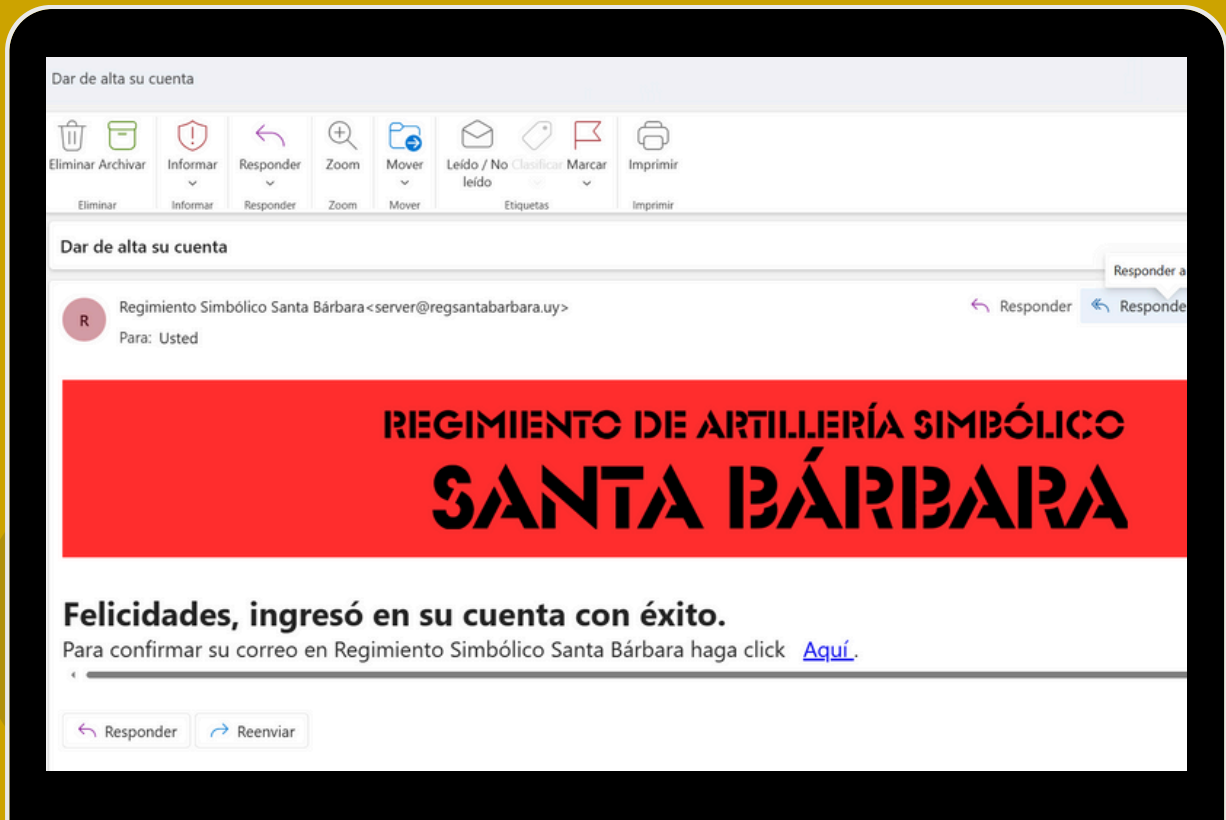 Dar de alta su cuenta
Eliminar Archivar Informar Responder Zoom Mover Leído / No leído Clasificar Marcar Imprimir
Eliminar Informar Responder Zoom Mover Etiquetas Imprimir
Dar de alta su cuenta
Responder a
Regimiento Simbólico Santa Bárbara<server@regsantabarbara.uy>
Responder Responde
R
Para: Usted
REGIMIENTO DE ARTILLERÍA SIMBÓLICO
SANTA BÁRBARA
Felicidades, ingresó en su cuenta con éxito.
Para confirmar su correo en Regimiento Simbólico Santa Bárbara haga click Aquí .
Responder Reenviar